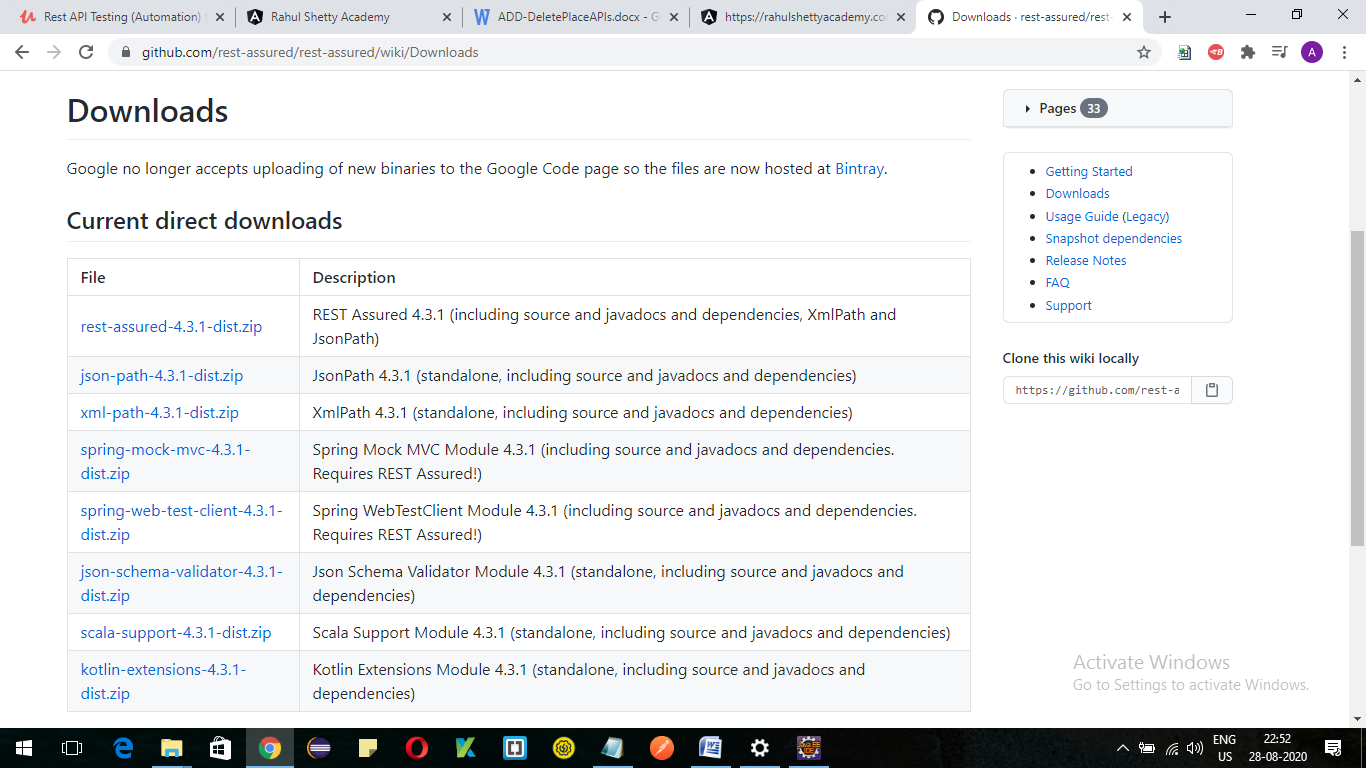 Rest API Testing (Automation) f
Rahul Shetty Academy
ADD-DeletePlaceAPIs.docx - G
https://rahulshettyacademy.co
Downloads · rest-assured/rest-
github.com/rest-assured/rest-assured/wiki/Downloads
A
Downloads
Google no longer accepts uploading of new binaries to the Google Code page so the files are now hosted at Bintray.
Current direct downloads
File Description
rest-assured-4.3.1-dist.zip
REST Assured 4.3.1 (including source and javadocs and dependencies, XmlPath and
JsonPath)
json-path-4.3.1-dist.zip
JsonPath 4.3.1 (standalone, including source and javadocs and dependencies)
xml-path-4.3.1-dist.zip
XmlPath 4.3.1 (standalone, including source and javadocs and dependencies)
spring-mock-mvc-4.3.1-
dist.zip
Spring Mock MVC Module 4.3.1 (including source and javadocs and dependencies.
Requires REST Assured!)
spring-web-test-client-4.3.1-
dist.zip
Spring WebTestClient Module 4.3.1 (including source and javadocs and dependencies.
Requires REST Assured!)
json-schema-validator-4.3.1-
dist.zip
Json Schema Validator Module 4.3.1 (standalone, including source and javadocs and
dependencies)
scala-support-4.3.1-dist.zip
Scala Support Module 4.3.1 (standalone, including source and javadocs and dependencies)
kotlin-extensions-4.3.1-
dist.zip
Kotlin Extensions Module 4.3.1 (standalone, including source and javadocs and
dependencies)
Pages 33
Getting Started
Downloads
Usage Guide (Legacy)
Snapshot dependencies
Release Notes
FAQ
Support
Clone this wiki locally
https://github.com/rest-a
Activate Windows
Go to Settings to activate Windows.
ENG
US
22:52
28-08-2020